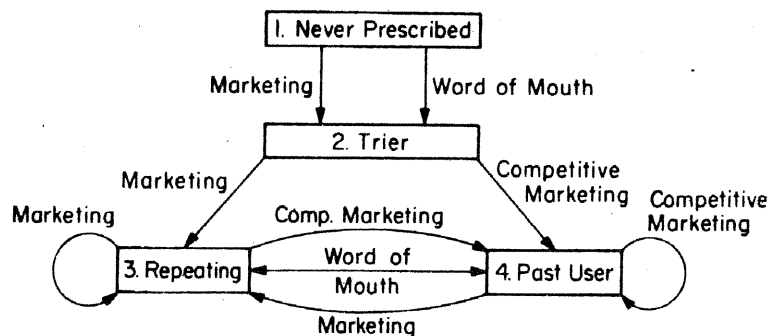 1. Never Prescribed
Marketing
Word of Mouth
2. Trier
Marketing
Competitive
Marketing
Marketing
Comp. Marketing
Competitive
Marketing
3. Repeating
Word of
Mouth
4. Past User
Marketing